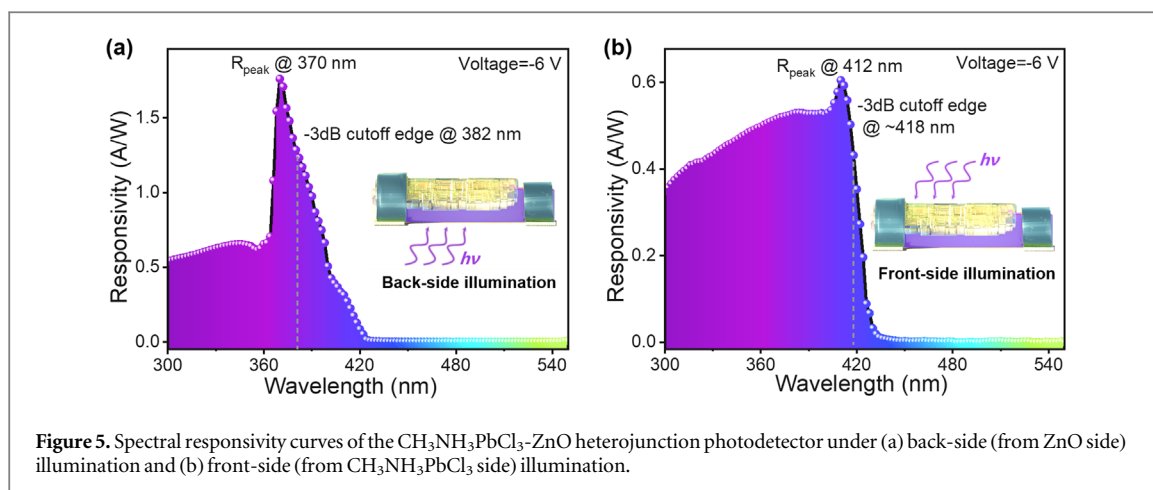 (a)
R_peak @ 370 nm
Voltage=-6 V
-3dB cutoff edge @ 382 nm
hν
Back-side illumination
Responsivity (A/W)
1.5
1.0
0.5
0.0
300 360 420 480 540
Wavelength (nm)
(b)
R_peak @ 412 nm
Voltage=-6 V
-3dB cutoff edge
@ ~418 nm
hν
Front-side illumination
Responsivity (A/W)
0.6
0.4
0.2
0.0
300 360 420 480 540
Wavelength (nm)
Figure 5. Spectral responsivity curves of the CH₃NH₃PbCl₃-ZnO heterojunction photodetector under (a) back-side (from ZnO side)
illumination and (b) front-side (from CH₃NH₃PbCl₃ side) illumination.